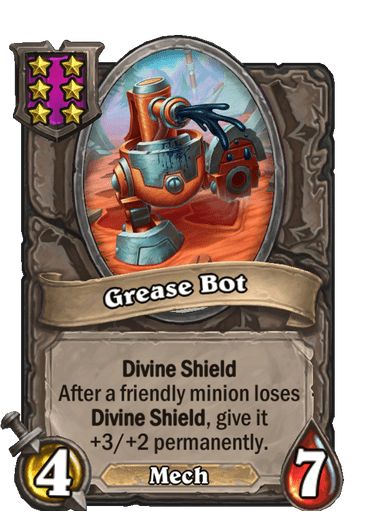 Grease Bot
Divine Shield
After a friendly minion loses
Divine Shield, give it
+3/+2 permanently.
4
Mech
7